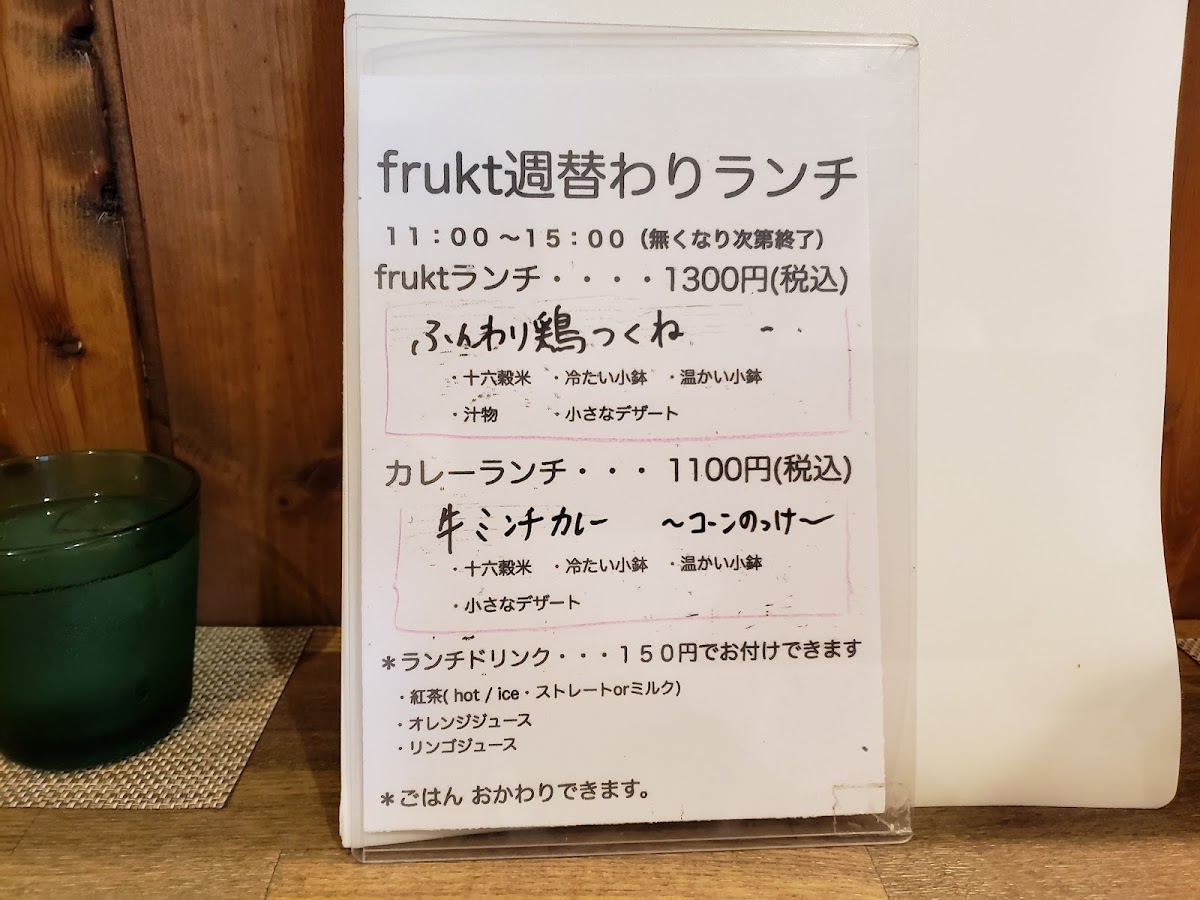 frukt週替わりランチ
11:00～15:00（無くなり次第終了）
fruktランチ・・・・1300円(税込)
ふんわり鶏つくね
・十六穀米 ・冷たい小鉢 ・温かい小鉢
・汁物 ・小さなデザート
カレーランチ・・・ 1100円(税込)
牛ミンチカレー ～コーンのっけ～
・十六穀米 ・冷たい小鉢 ・温かい小鉢
・小さなデザート
＊ランチドリンク・・・１５０円でお付けできます
・紅茶( hot / ice・ストレートorミルク)
・オレンジジュース
・リンゴジュース
＊ごはん おかわりできます。